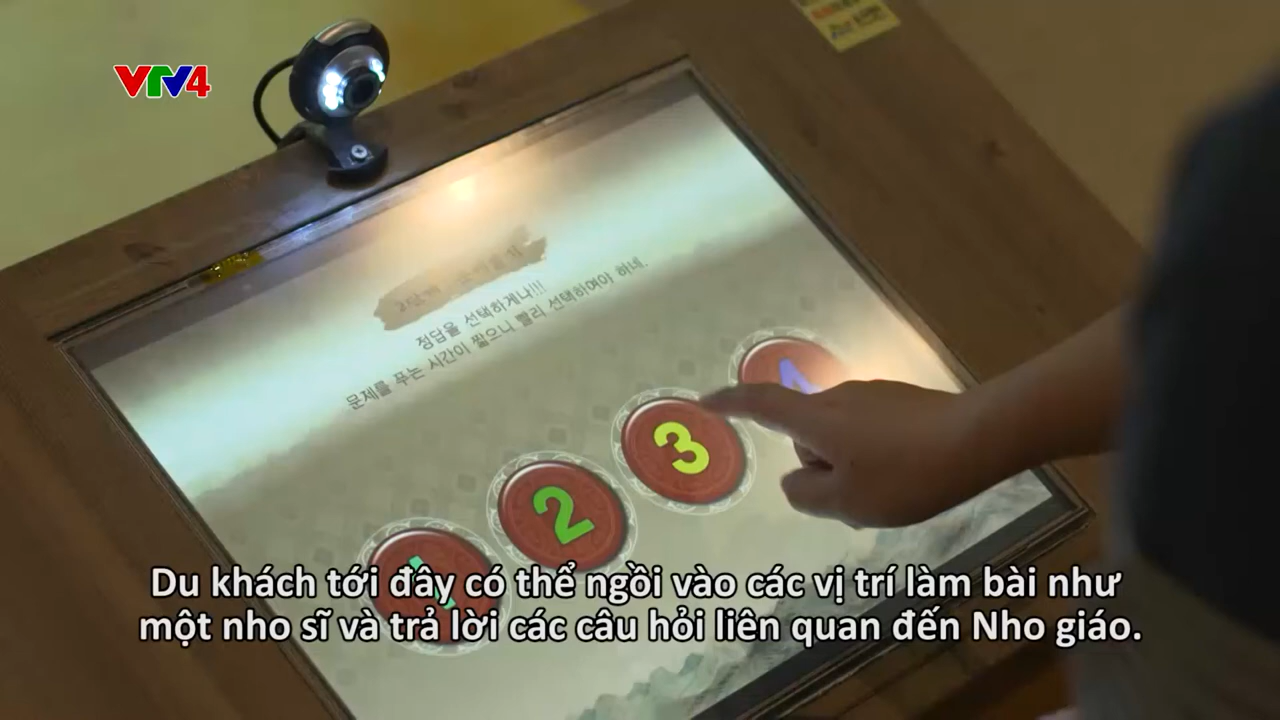 VTV4
정답을 선택하게나!!!
문제를 푸는 시간이 짧으니 빨리 선택하여야 하네.
4
3
2
1
Du khách tới đây có thể ngồi vào các vị trí làm bài như
một nho sĩ và trả lời các câu hỏi liên quan đến Nho giáo.